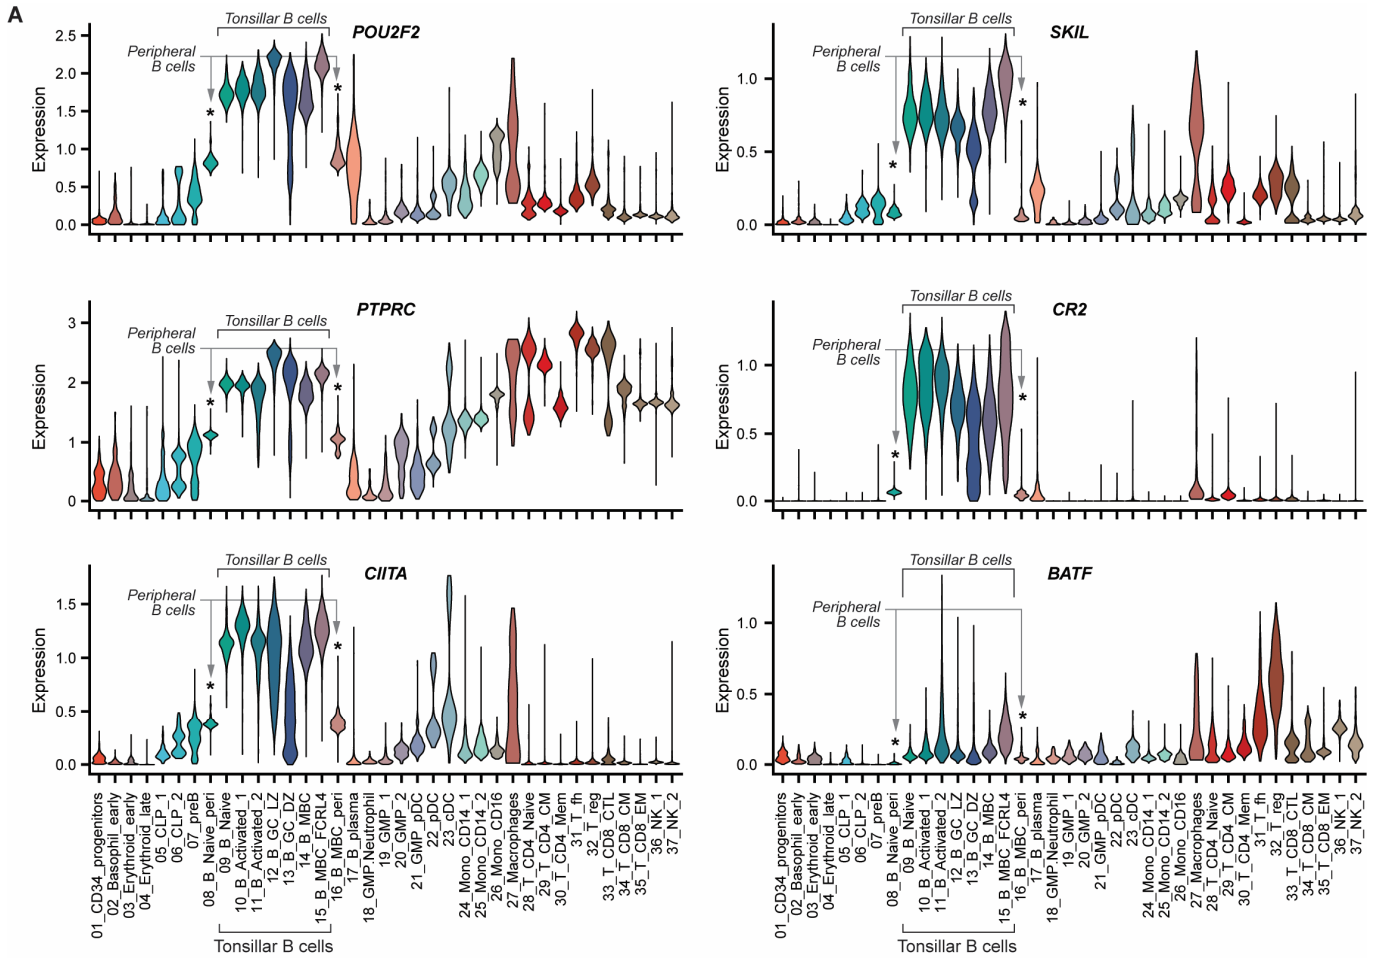 A
Tonsillar B cells
POU2F2
Peripheral
B cells
*
*
Expression
2.5
2.0
1.5
1.0
0.5
0.0
Tonsillar B cells
SKIL
Peripheral
B cells
*
*
Expression
1.0
0.5
0.0
PTPRC
Tonsillar B cells
Peripheral
B cells
*
*
Expression
3
2
1
0
Tonsillar B cells
CR2
Peripheral
B cells
*
*
Expression
1.0
0.5
0.0
Tonsillar B cells
CIITA
Peripheral
B cells
*
*
Expression
1.5
1.0
0.5
0.0
Tonsillar B cells
BATF
Peripheral
B cells
*
*
Expression
1.0
0.5
0.0
01_CD34_progenitors
02_Basophil_early
03_Erythroid_early
04_Erythroid_late
05_CLP_1
06_CLP_2
07_preB
08_B_Naive_peri
09_B_Naive
10_B_Activated_1
11_B_Activated_2
12_B_GC_LZ
13_B_GC_DZ
14_B_MBC
15_B_MBC_FCRL4
16_B_MBC_peri
17_B_plasma
18_GMP_Neutrophil
19_GMP_1
20_GMP_2
21_GMP_pDC
22_pDC
23_cDC
24_Mono_CD14_1
25_Mono_CD14_2
26_Mono_CD16
27_Macrophages
28_T_CD4_Naive
29_T_CD4_CM
30_T_CD4_Mem
31_T_fh
32_T_reg
33_T_CD8_CTL
34_T_CD8_CM
35_T_CD8_EM
36_NK_1
37_NK_2
Tonsillar B cells
01_CD34_progenitors
02_Basophil_early
03_Erythroid_early
04_Erythroid_late
05_CLP_1
06_CLP_2
07_preB
08_B_Naive_peri
09_B_Naive
10_B_Activated_1
11_B_Activated_2
12_B_GC_LZ
13_B_GC_DZ
14_B_MBC
15_B_MBC_FCRL4
16_B_MBC_peri
17_B_plasma
18_GMP_Neutrophil
19_GMP_1
20_GMP_2
21_GMP_pDC
22_pDC
23_cDC
24_Mono_CD14_1
25_Mono_CD14_2
26_Mono_CD16
27_Macrophages
28_T_CD4_Naive
29_T_CD4_CM
30_T_CD4_Mem
31_T_fh
32_T_reg
33_T_CD8_CTL
34_T_CD8_CM
35_T_CD8_EM
36_NK_1
37_NK_2
Tonsillar B cells